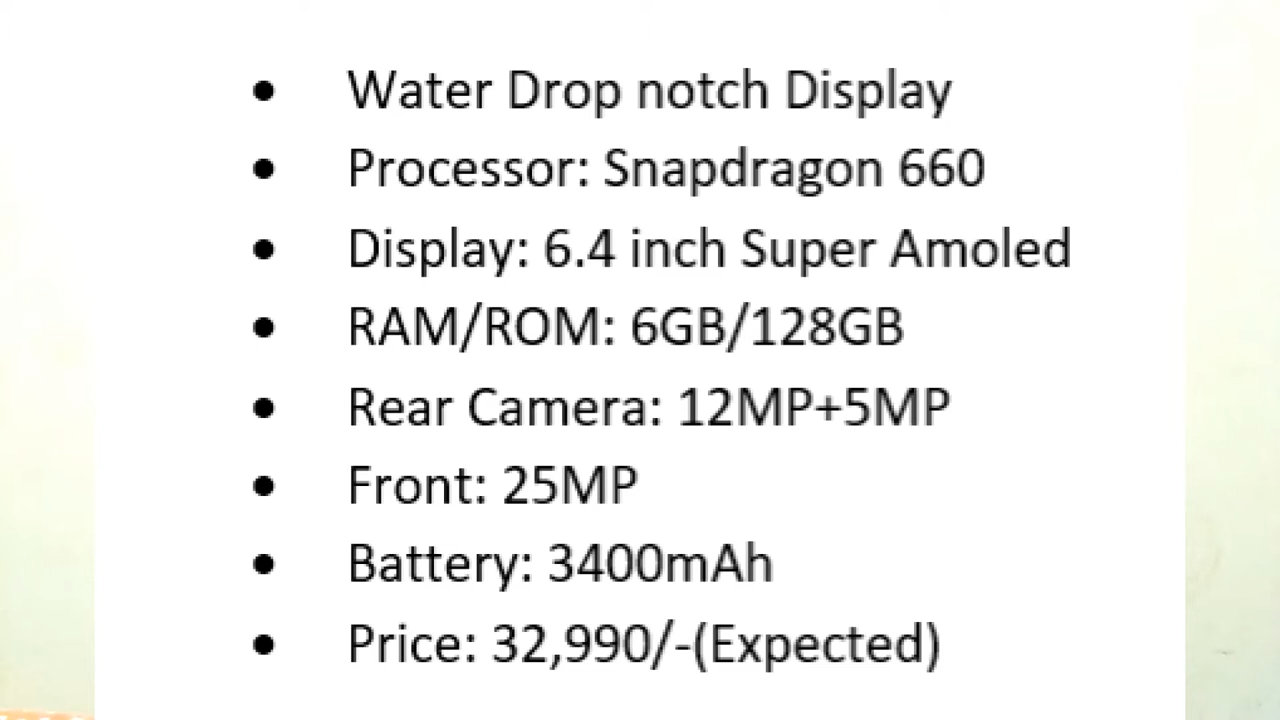 • Water Drop notch Display
• Processor: Snapdragon 660
• Display: 6.4 inch Super Amoled
• RAM/ROM: 6GB/128GB
• Rear Camera: 12MP+5MP
• Front: 25MP
• Battery: 3400mAh
• Price: 32,990/-(Expected)